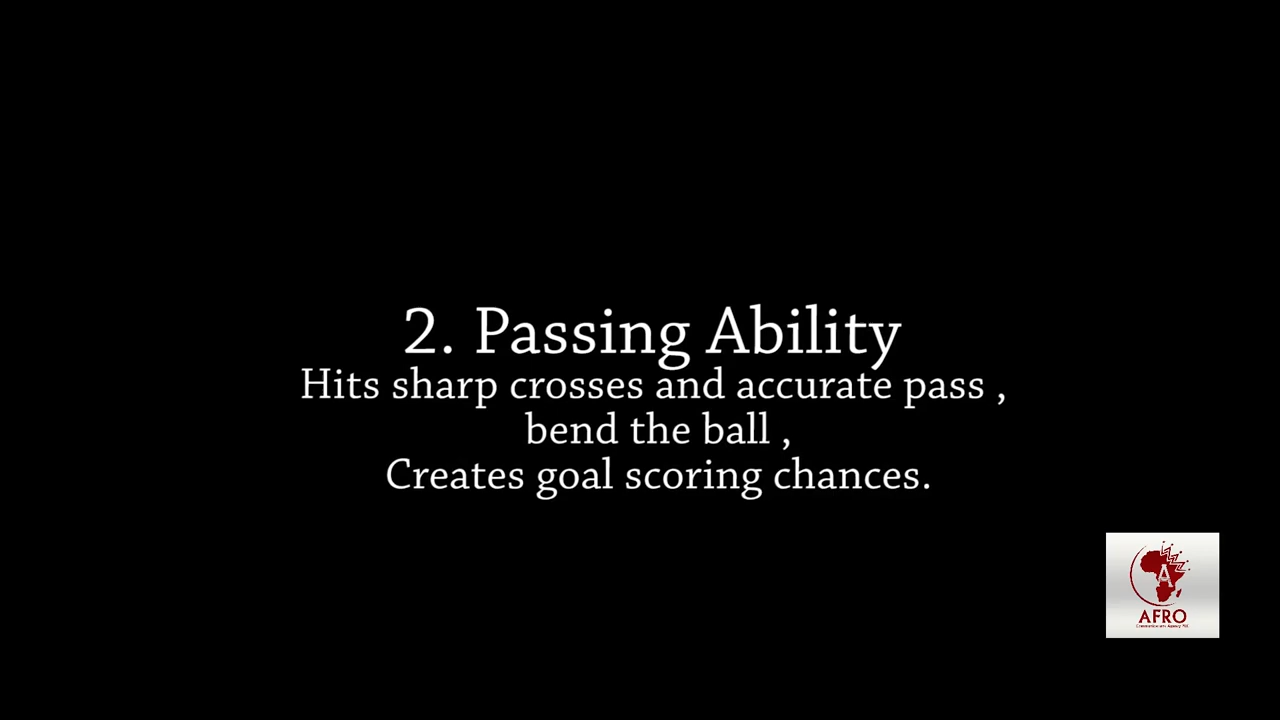 2. Passing Ability
Hits sharp crosses and accurate pass ,
bend the ball ,
Creates goal scoring chances.
A
AFRO